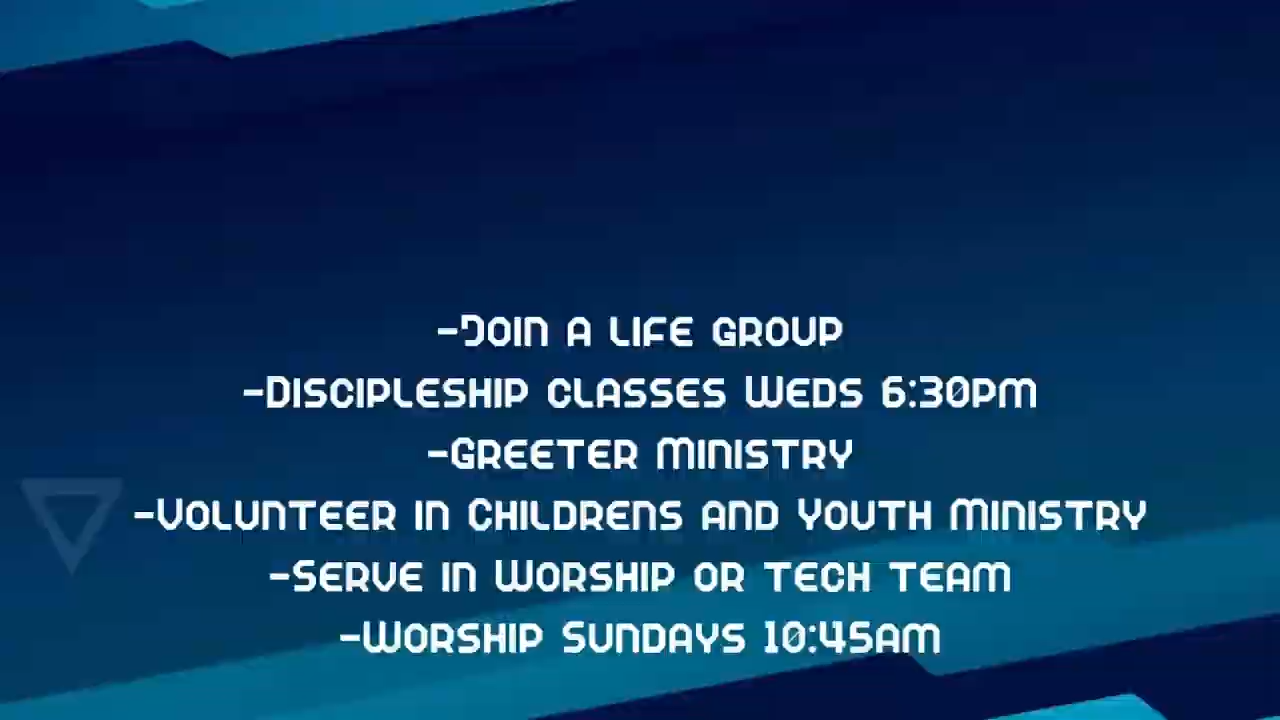 -Join a life group
-Discipleship classes Weds 6:30pm
-Greeter Ministry
-Volunteer in Childrens and Youth Ministry
-Serve in Worship or tech team
-Worship Sundays 10:45am